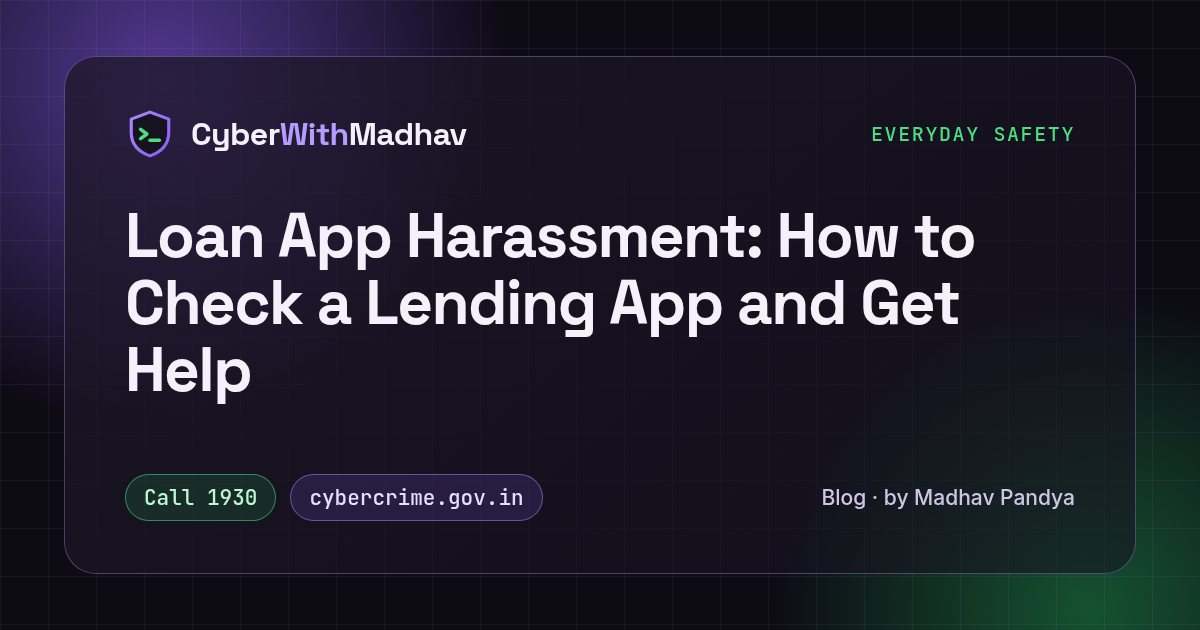 CyberWithMadhav
EVERYDAY SAFETY
Loan App Harassment: How to
Check a Lending App and Get
Help
Call 1930
cybercrime.gov.in
Blog · by Madhav Pandya